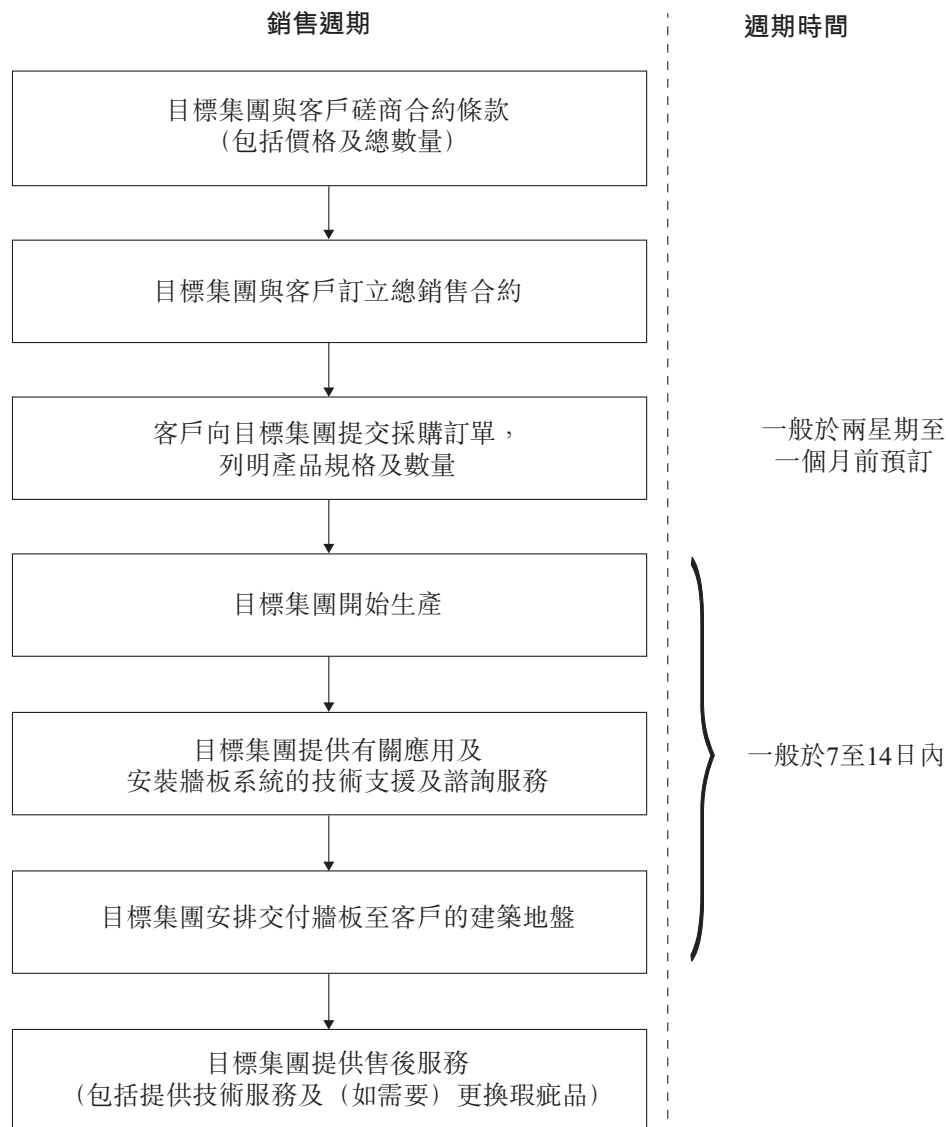 銷售週期
週期時間
目標集團與客戶磋商合約條款
（包括價格及總數量）
目標集團與客戶訂立總銷售合約
客戶向目標集團提交採購訂單，
列明產品規格及數量
一般於兩星期至
一個月前預訂
目標集團開始生產
目標集團提供有關應用及
安裝牆板系統的技術支援及諮詢服務
一般於7至14日內
目標集團安排交付牆板至客戶的建築地盤
目標集團提供售後服務
（包括提供技術服務及（如需要）更換瑕疵品）